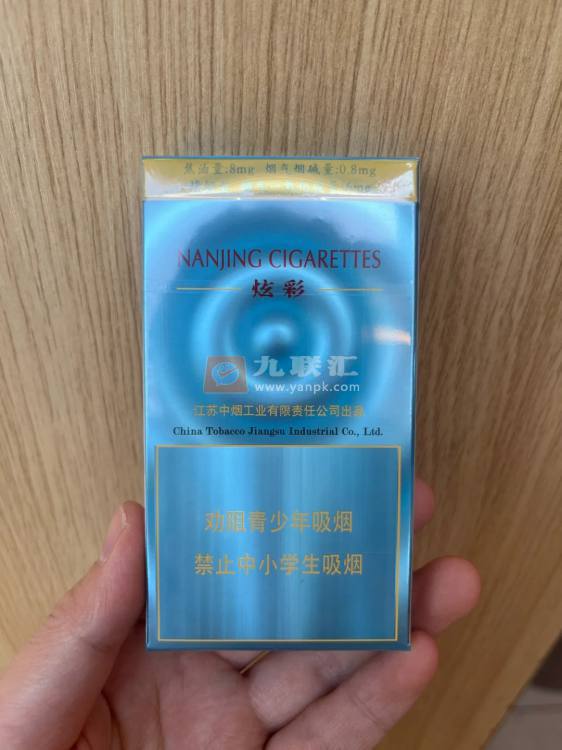 焦油量:8mg 烟气烟碱量:0.8mg
NANJING CIGARETTES
炫彩
九联汇
www.yanpk.com
江苏中烟工业有限责任公司出品
China Tobacco Jiangsu Industrial Co., Ltd.
劝阻青少年吸烟
禁止中小学生吸烟